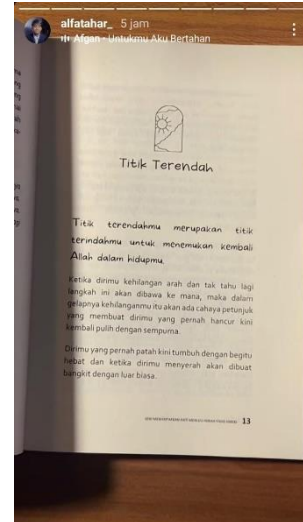 alfatahar_ 5 jam
Afgan • Untukmu Aku Bertahan
Titik Terendah
Titik terendahmu merupakan titik
terindahmu untuk menemukan kembali
Allah dalam hidupmu.
Ketika dirimu kehilangan arah dan tak tahu lagi
langkah ini akan dibawa ke mana, maka dalam
gelapnya kehilanganmu itu akan ada cahaya petunjuk
yang membuat dirimu yang pernah hancur kini
kembali pulih dengan sempurna.
Dirimu yang pernah patah kini tumbuh dengan begitu
hebat dan ketika dirimu menyerah akan dibuat
bangkit dengan luar biasa.
13